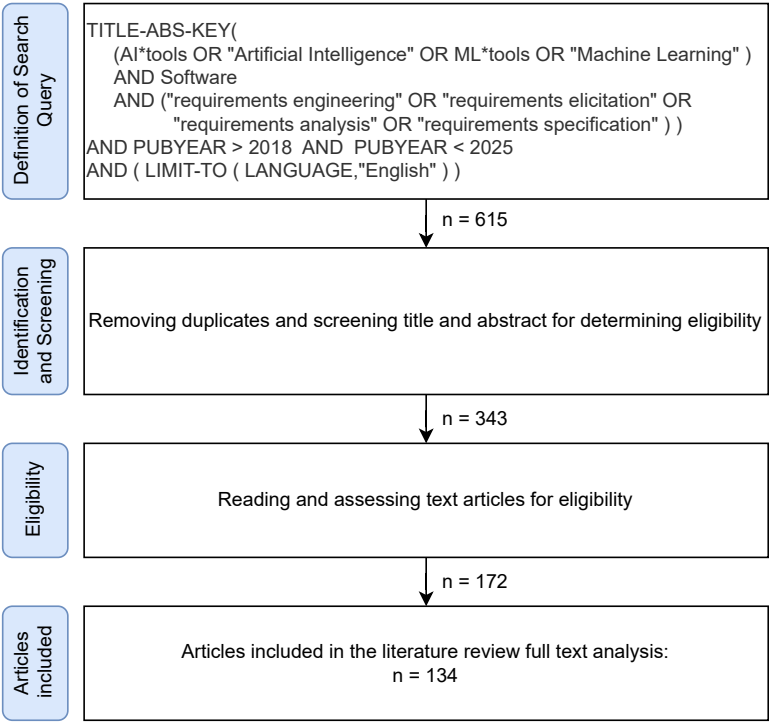 Definition of Search
Query
TITLE-ABS-KEY(
(AI*tools OR "Artificial Intelligence" OR ML*tools OR "Machine Learning" )
AND Software
AND ("requirements engineering" OR "requirements elicitation" OR
"requirements analysis" OR "requirements specification" ) )
AND PUBYEAR > 2018 AND PUBYEAR < 2025
AND ( LIMIT-TO ( LANGUAGE,"English" ) )
n = 615
Identification
and Screening
Removing duplicates and screening title and abstract for determining eligibility
n = 343
Eligibility
Reading and assessing text articles for eligibility
n = 172
Articles
included
Articles included in the literature review full text analysis:
n = 134